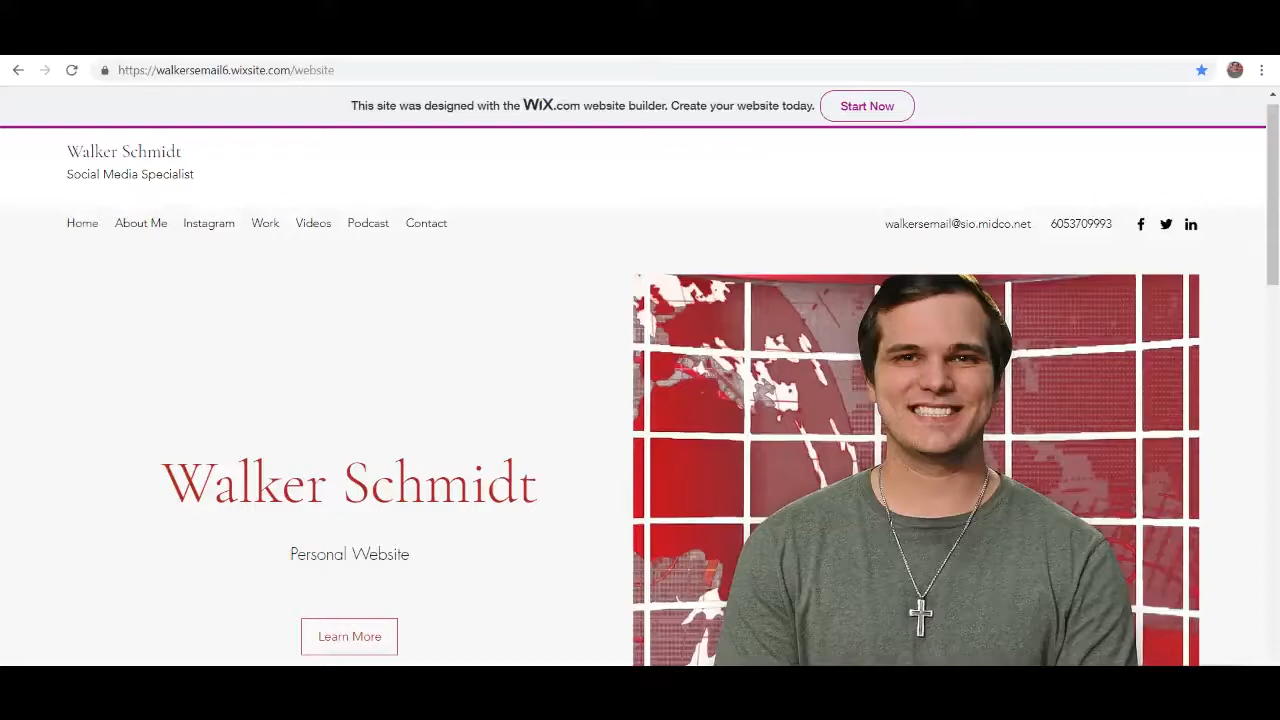 https://walkersemail6.wixsite.com/website
This site was designed with the WiX.com website builder. Create your website today. Start Now
Walker Schmidt
Social Media Specialist
Home About Me Instagram Work Videos Podcast Contact walkersemail@sio.midco.net 6053709993
Walker Schmidt
Personal Website
Learn More